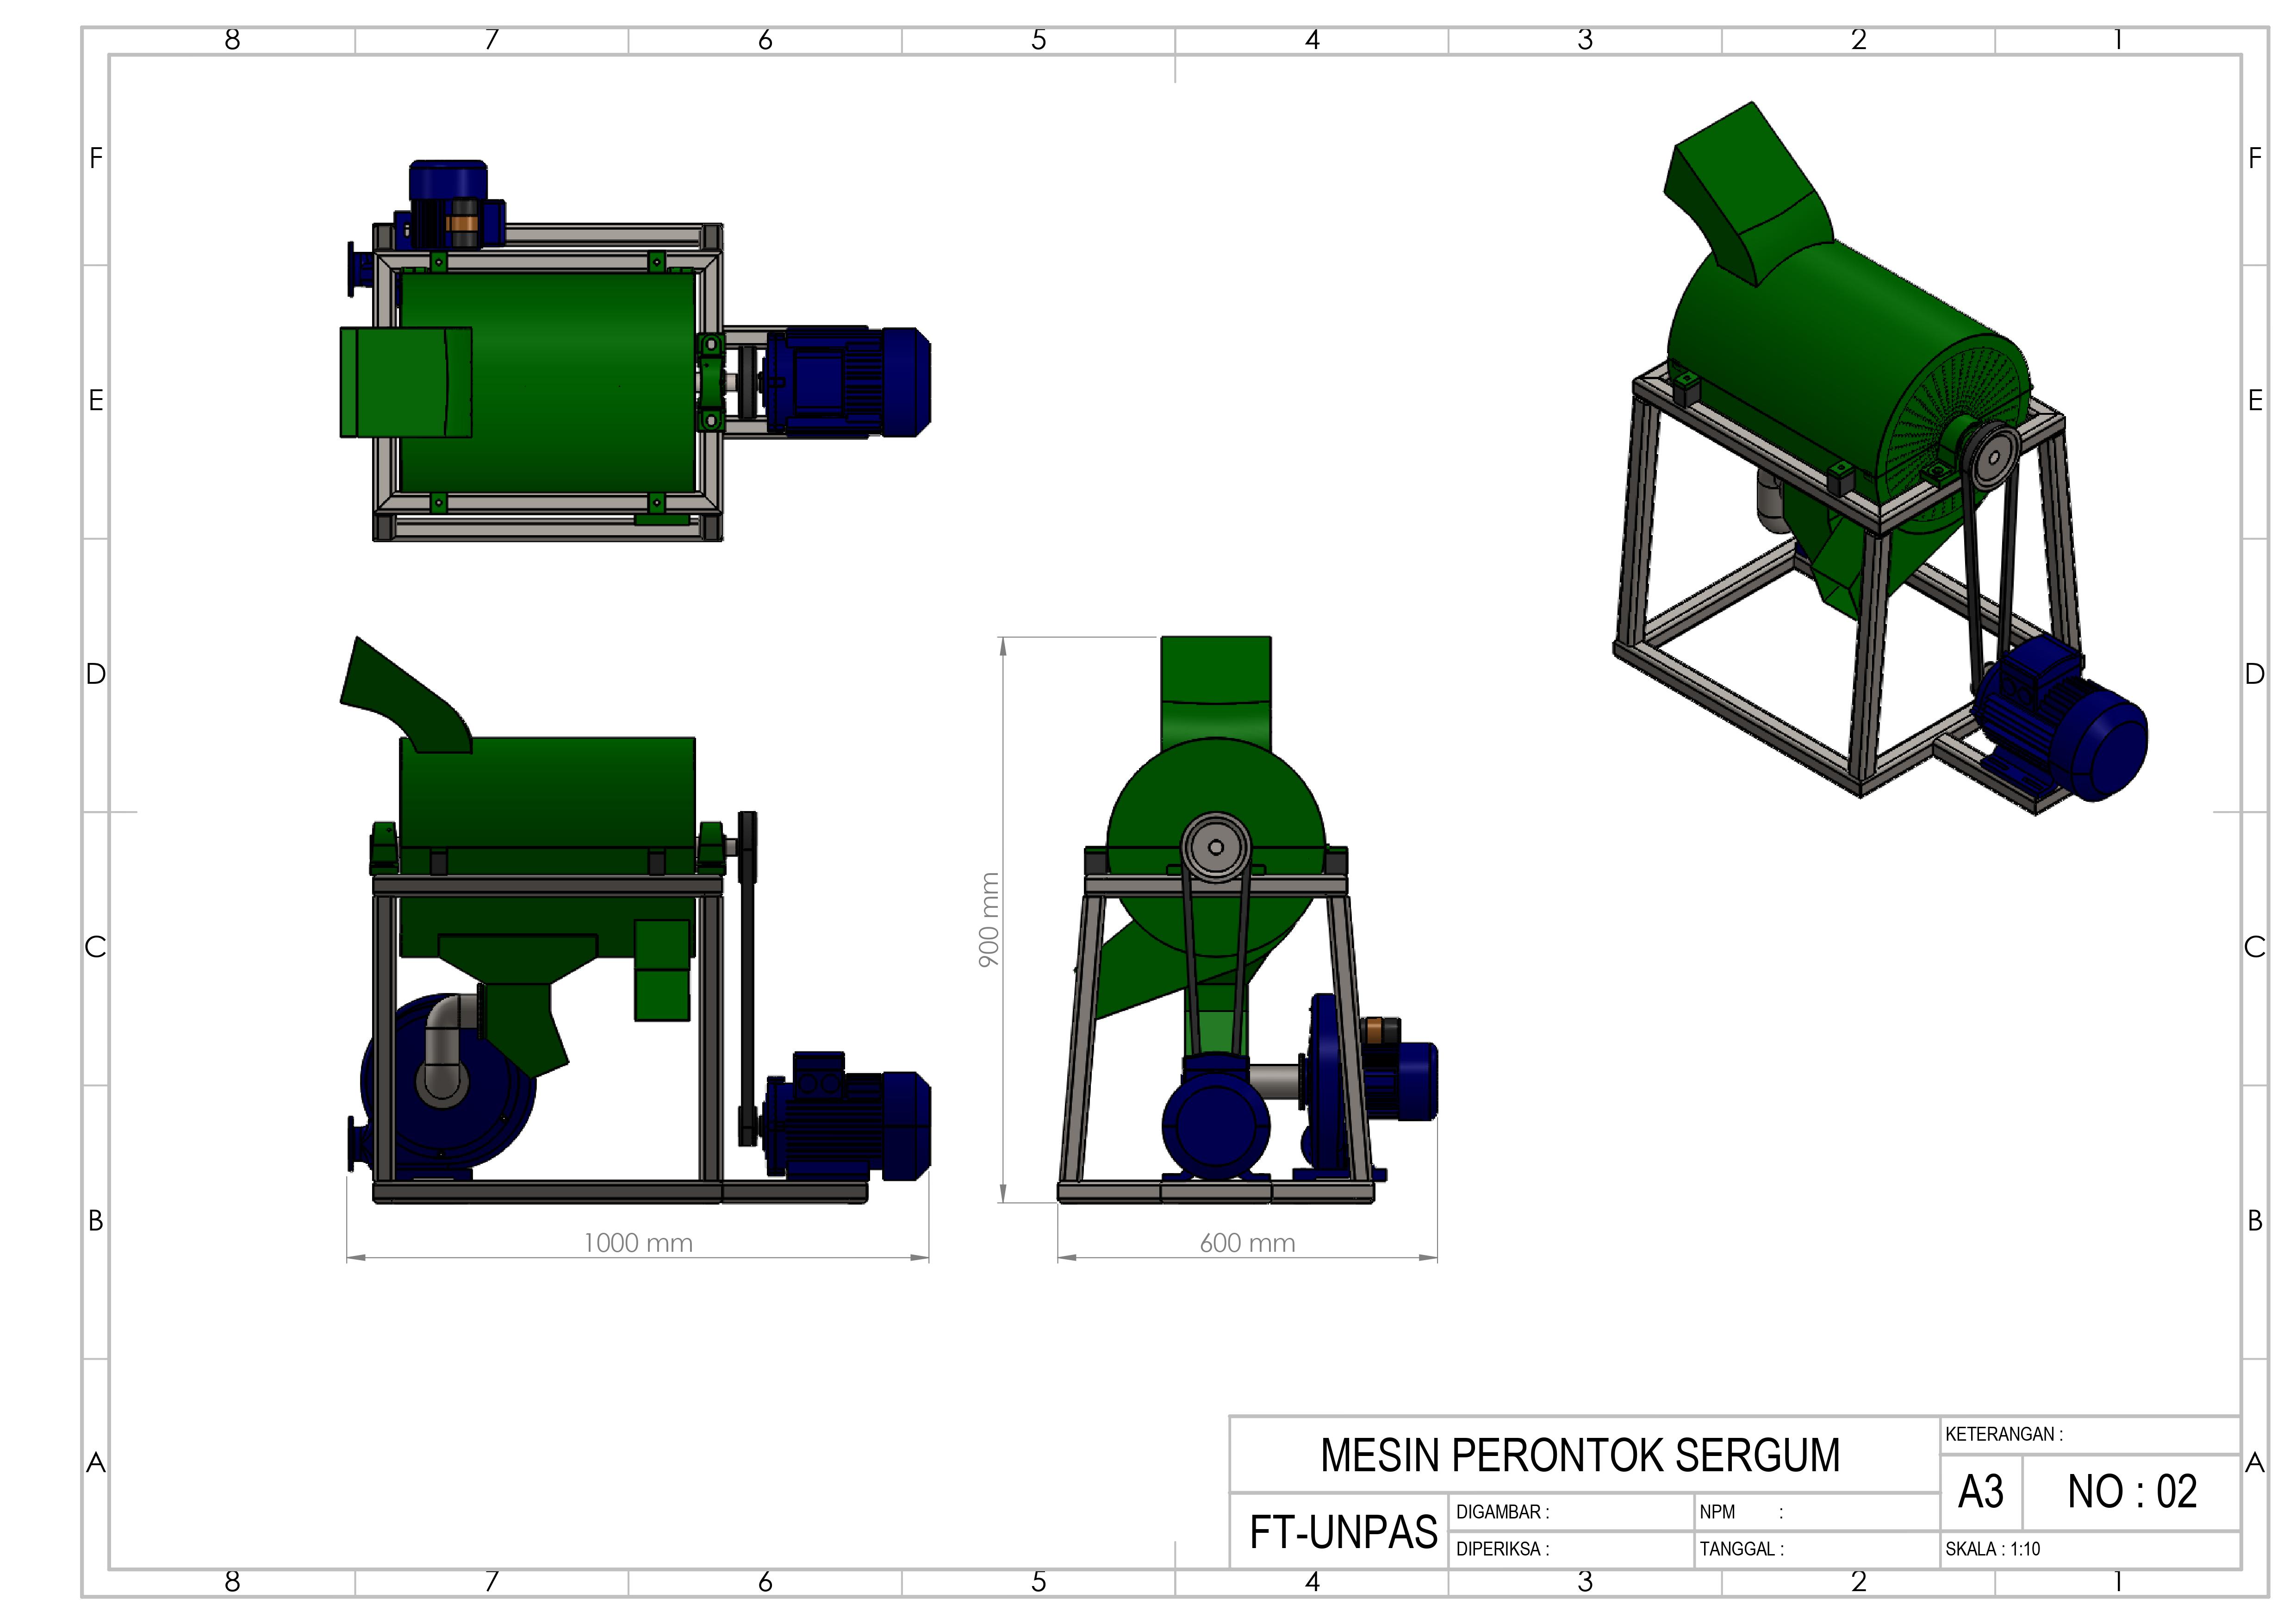 8 7 6 5 4 3 2 1
F F
E E
D D
C C
B B
A A
900 mm
1000 mm
600 mm
MESIN PERONTOK SERGUM
KETERANGAN :
A3
NO : 02
FT-UNPAS
DIGAMBAR :
NPM :
DIPERIKSA :
TANGGAL :
SKALA : 1:10
8 7 6 5 4 3 2 1